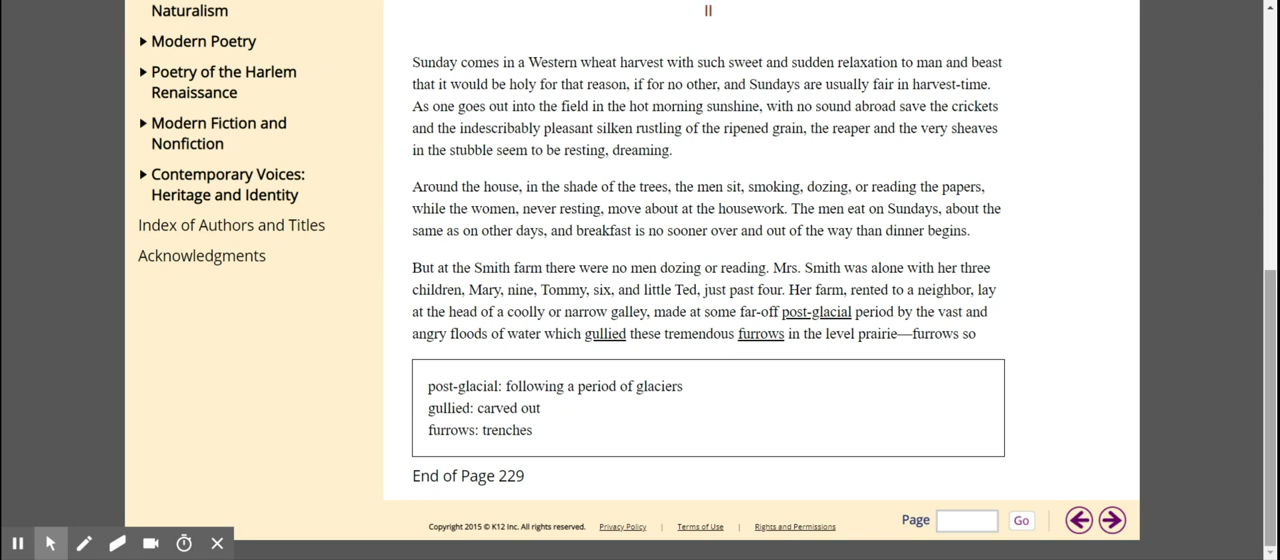 Naturalism
Modern Poetry
Poetry of the Harlem
Renaissance
Modern Fiction and
Nonfiction
Contemporary Voices:
Heritage and Identity
Index of Authors and Titles
Acknowledgments
II
Sunday comes in a Western wheat harvest with such sweet and sudden relaxation to man and beast
that it would be holy for that reason, if for no other, and Sundays are usually fair in harvest-time.
As one goes out into the field in the hot morning sunshine, with no sound abroad save the crickets
and the indescribably pleasant silken rustling of the ripened grain, the reaper and the very sheaves
in the stubble seem to be resting, dreaming.
Around the house, in the shade of the trees, the men sit, smoking, dozing, or reading the papers,
while the women, never resting, move about at the housework. The men eat on Sundays, about the
same as on other days, and breakfast is no sooner over and out of the way than dinner begins.
But at the Smith farm there were no men dozing or reading. Mrs. Smith was alone with her three
children, Mary, nine, Tommy, six, and little Ted, just past four. Her farm, rented to a neighbor, lay
at the head of a coolly or narrow galley, made at some far-off post-glacial period by the vast and
angry floods of water which gullied these tremendous furrows in the level prairie—furrows so
post-glacial: following a period of glaciers
gullied: carved out
furrows: trenches
End of Page 229
Copyright 2015 © K12 Inc. All rights reserved. Privacy Policy | Terms of Use | Rights and Permissions
Page Go